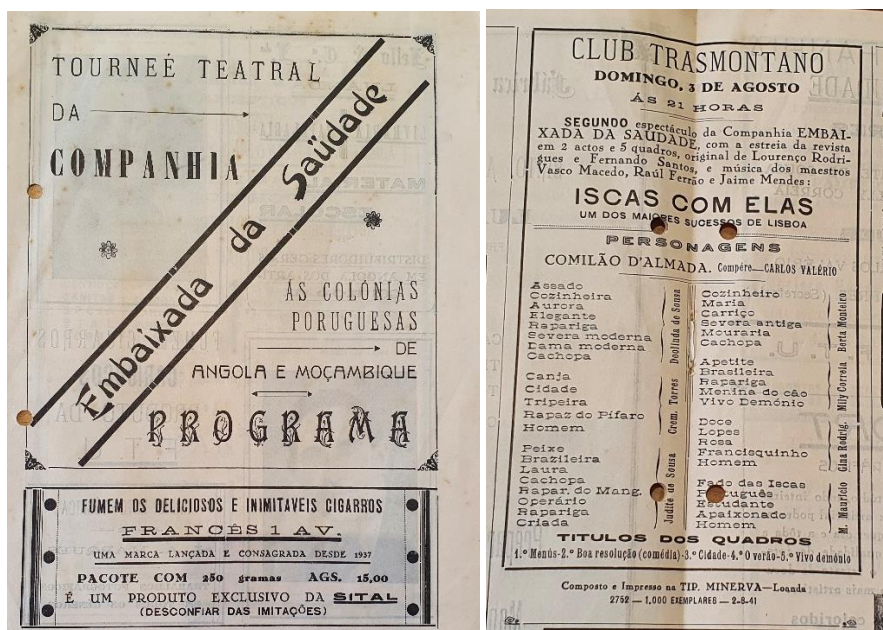 TOURNEÉ TEATRAL
DA
COMPANHIA
Embaixada da Saüdade
ÁS COLÓNIAS
PORUGUESAS
DE
ANGOLA E MOÇAMBIQUE
PROGRAMA
FUMEM OS DELICIOSOS E INIMITAVEIS CIGARROS
FRANCÊS 1 AV.
UMA MARCA LANÇADA E CONSAGRADA DESDE 1937
PACOTE COM 250 gramas AGS. 15,00
É UM PRODUTO EXCLUSIVO DA SITAL
(DESCONFIAR DAS IMITAÇÕES)
CLUB TRASMONTANO
DOMINGO, 3 DE AGOSTO
ÁS 21 HORAS
SEGUNDO espectáculo da Companhia EMBAI-
XADA DA SAÜDADE, com a estreia da revista
em 2 actos e 5 quadros, original de Lourenço Rodri-
gues e Fernando Santos, e música dos maestros
Vasco Macedo, Raúl Ferrão e Jaime Mendes:
ISCAS COM ELAS
UM DOS MAIORES SUCESSOS DE LISBOA
PERSONAGENS
COMILÃO D'ALMADA. Compére—CARLOS VALÉRIO
Assado
Cozinheira
Aurora
Elegante
Rapariga
Severa moderna
Dama moderna
Cachopa
Deolinda de Sousa
Canja
Cidade
Tripeira
Rapaz do Pífaro
Homem
Crem. Torres
Peixe
Brazileira
Laura
Cachopa
Rapar. do Mang.
Operário
Rapariga
Criada
Judite de Sousa
Cozinheiro
Maria
Carriço
Severa antiga
Mouraria
Cachopa
Berta Monteiro
Apetite
Brasileira
Rapariga
Menina do cão
Vivo Demónio
Nily Correia
Doce
Lopes
Rosa
Francisquinho
Homem
Gina Rodrig.
Fado das Iscas
Português
Estudante
Apaixonado
Homem
M. Maurício
TITULOS DOS QUADROS
1.º Menús-2.º Boa resolução (comédia)-3.º Cidade-4.º O verão-5.º Vivo demónio
Composto e Impresso na TIP. MINERVA—Loanda
2752 — 1.000 EXEMPLARES — 2-8-41